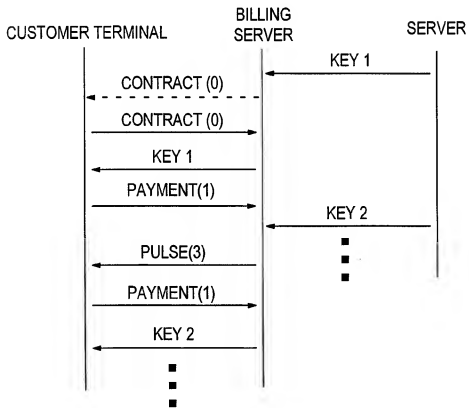 CUSTOMER TERMINAL
BILLING
SERVER
SERVER
KEY 1
CONTRACT (0)
CONTRACT (0)
KEY 1
PAYMENT(1)
KEY 2
PULSE(3)
PAYMENT(1)
KEY 2